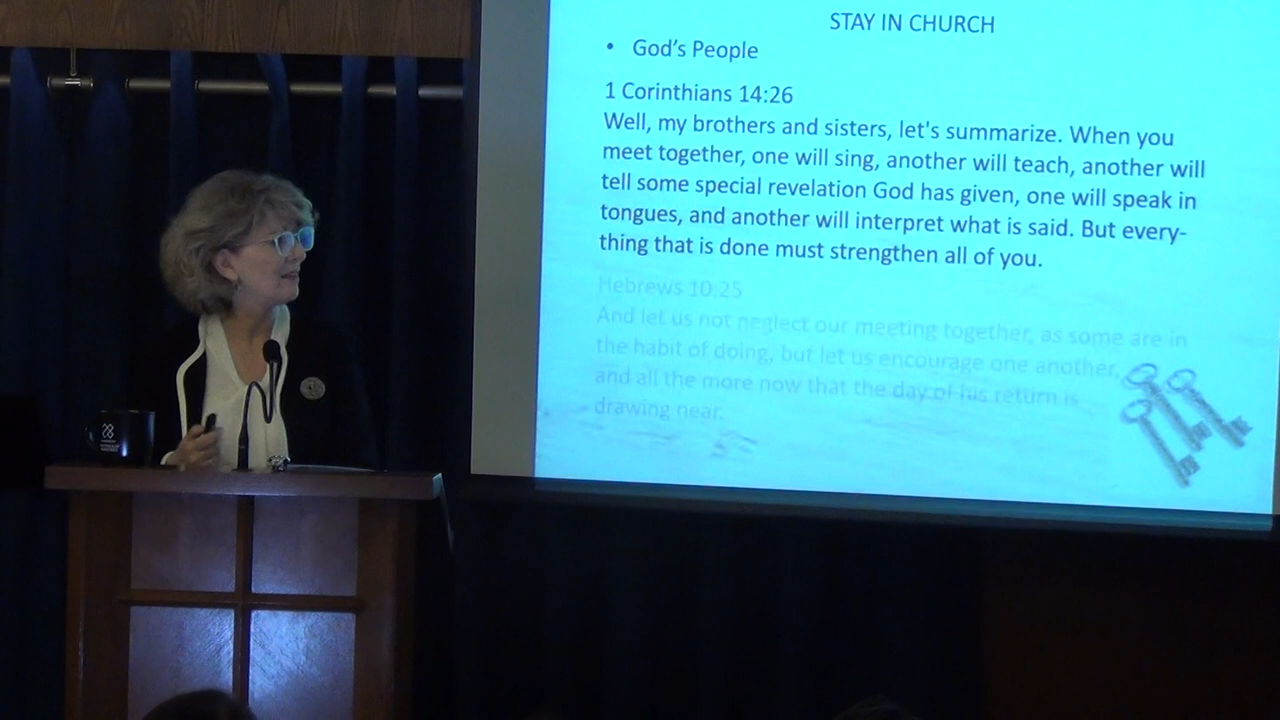 STAY IN CHURCH
• God’s People
1 Corinthians 14:26
Well, my brothers and sisters, let's summarize. When you
meet together, one will sing, another will teach, another will
tell some special revelation God has given, one will speak in
tongues, and another will interpret what is said. But every-
thing that is done must strengthen all of you.
Hebrews 10:25
And let us not neglect our meeting together, as some are in
the habit of doing, but let us encourage one another,
and all the more now that the day of his return is
drawing near.